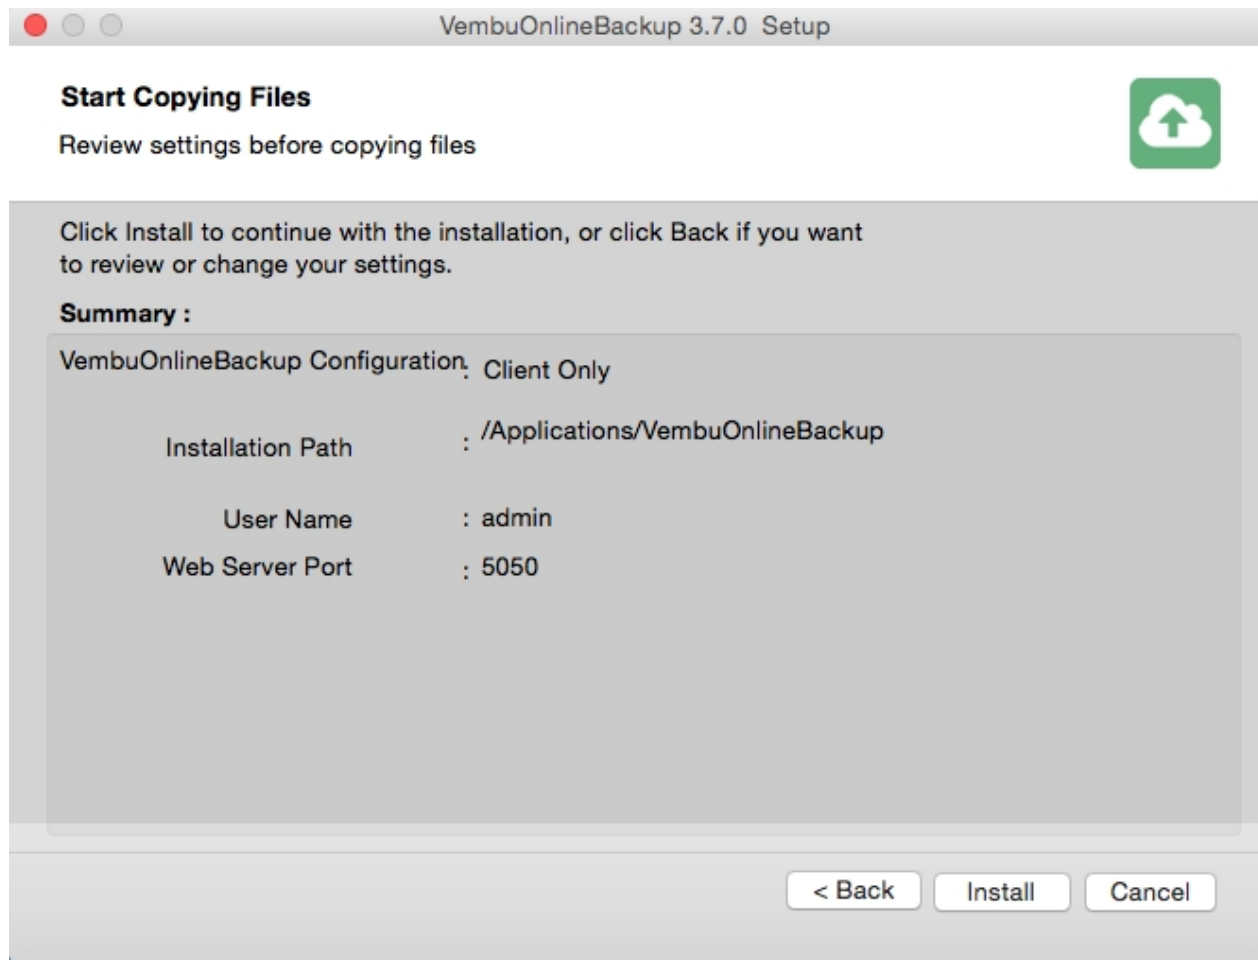 VembuOnlineBackup 3.7.0 Setup
Start Copying Files
Review settings before copying files
Click Install to continue with the installation, or click Back if you want
to review or change your settings.
Summary :
VembuOnlineBackup Configuration : Client Only
Installation Path : /Applications/VembuOnlineBackup
User Name : admin
Web Server Port : 5050
< Back Install Cancel